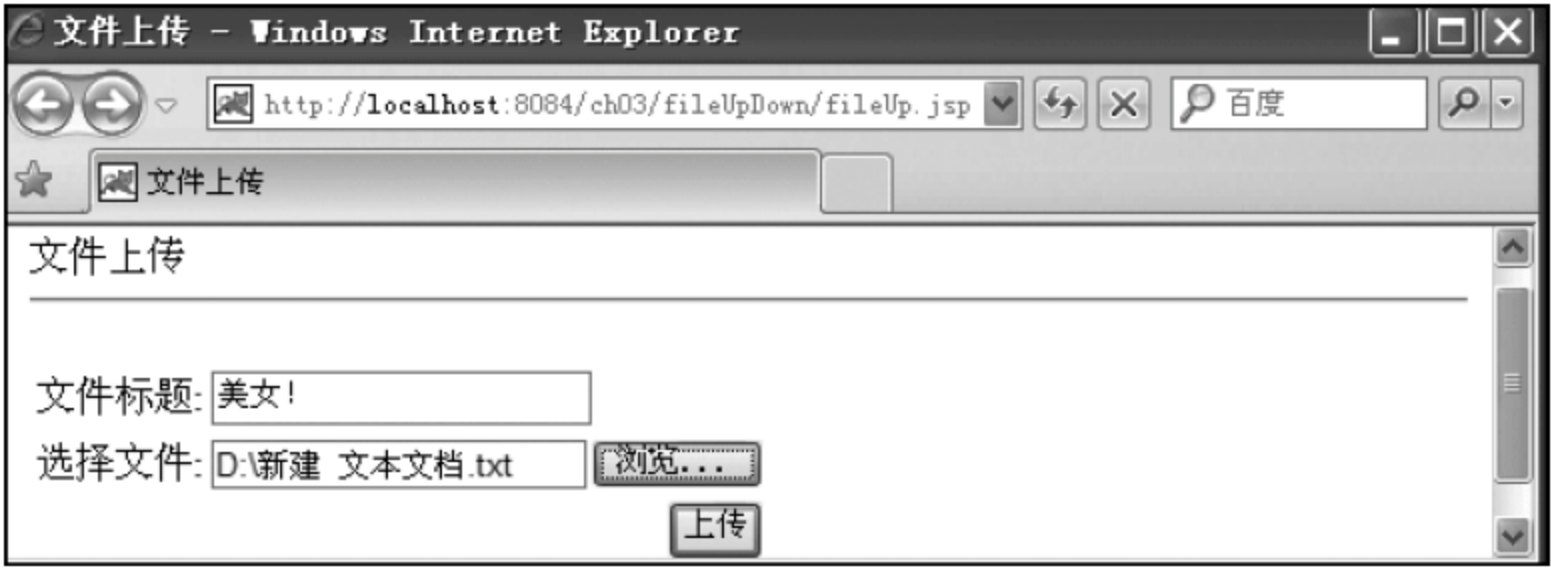 文件上传 - Windows Internet Explorer
http://localhost:8084/ch03/fileUpDown/fileUp.jsp
百度
文件上传
文件上传
文件标题: 美女!
选择文件: D:\新建 文本文档.txt 浏览...
上传